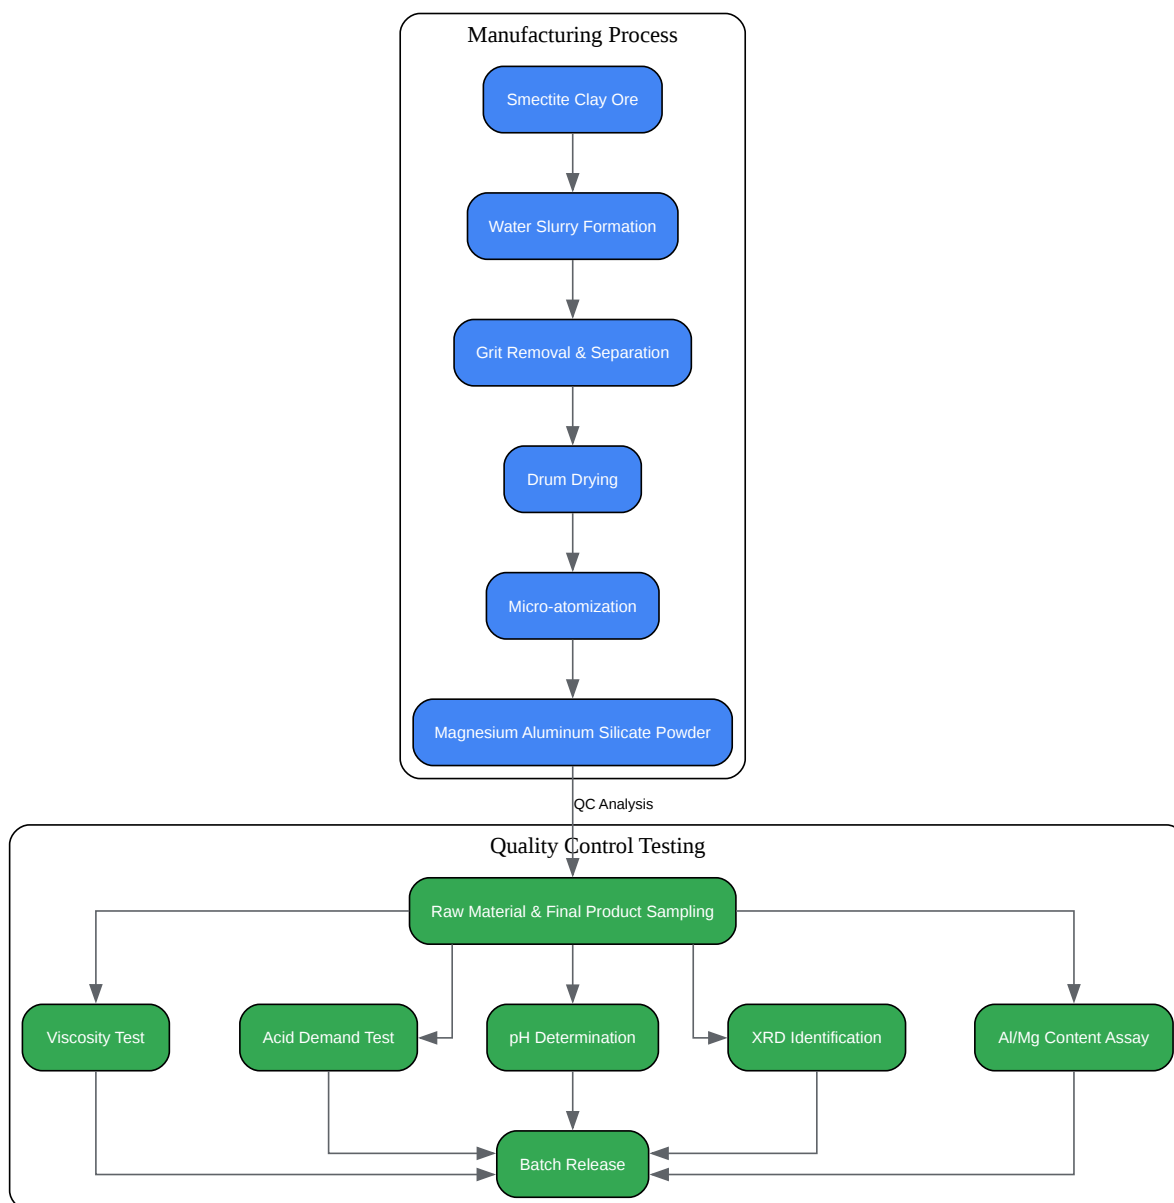 Manufacturing Process
Smectite Clay Ore
Water Slurry Formation
Grit Removal & Separation
Drum Drying
Micro-atomization
Magnesium Aluminum Silicate Powder
QC Analysis
Quality Control Testing
Raw Material & Final Product Sampling
Viscosity Test
Acid Demand Test
pH Determination
XRD Identification
Al/Mg Content Assay
Batch Release